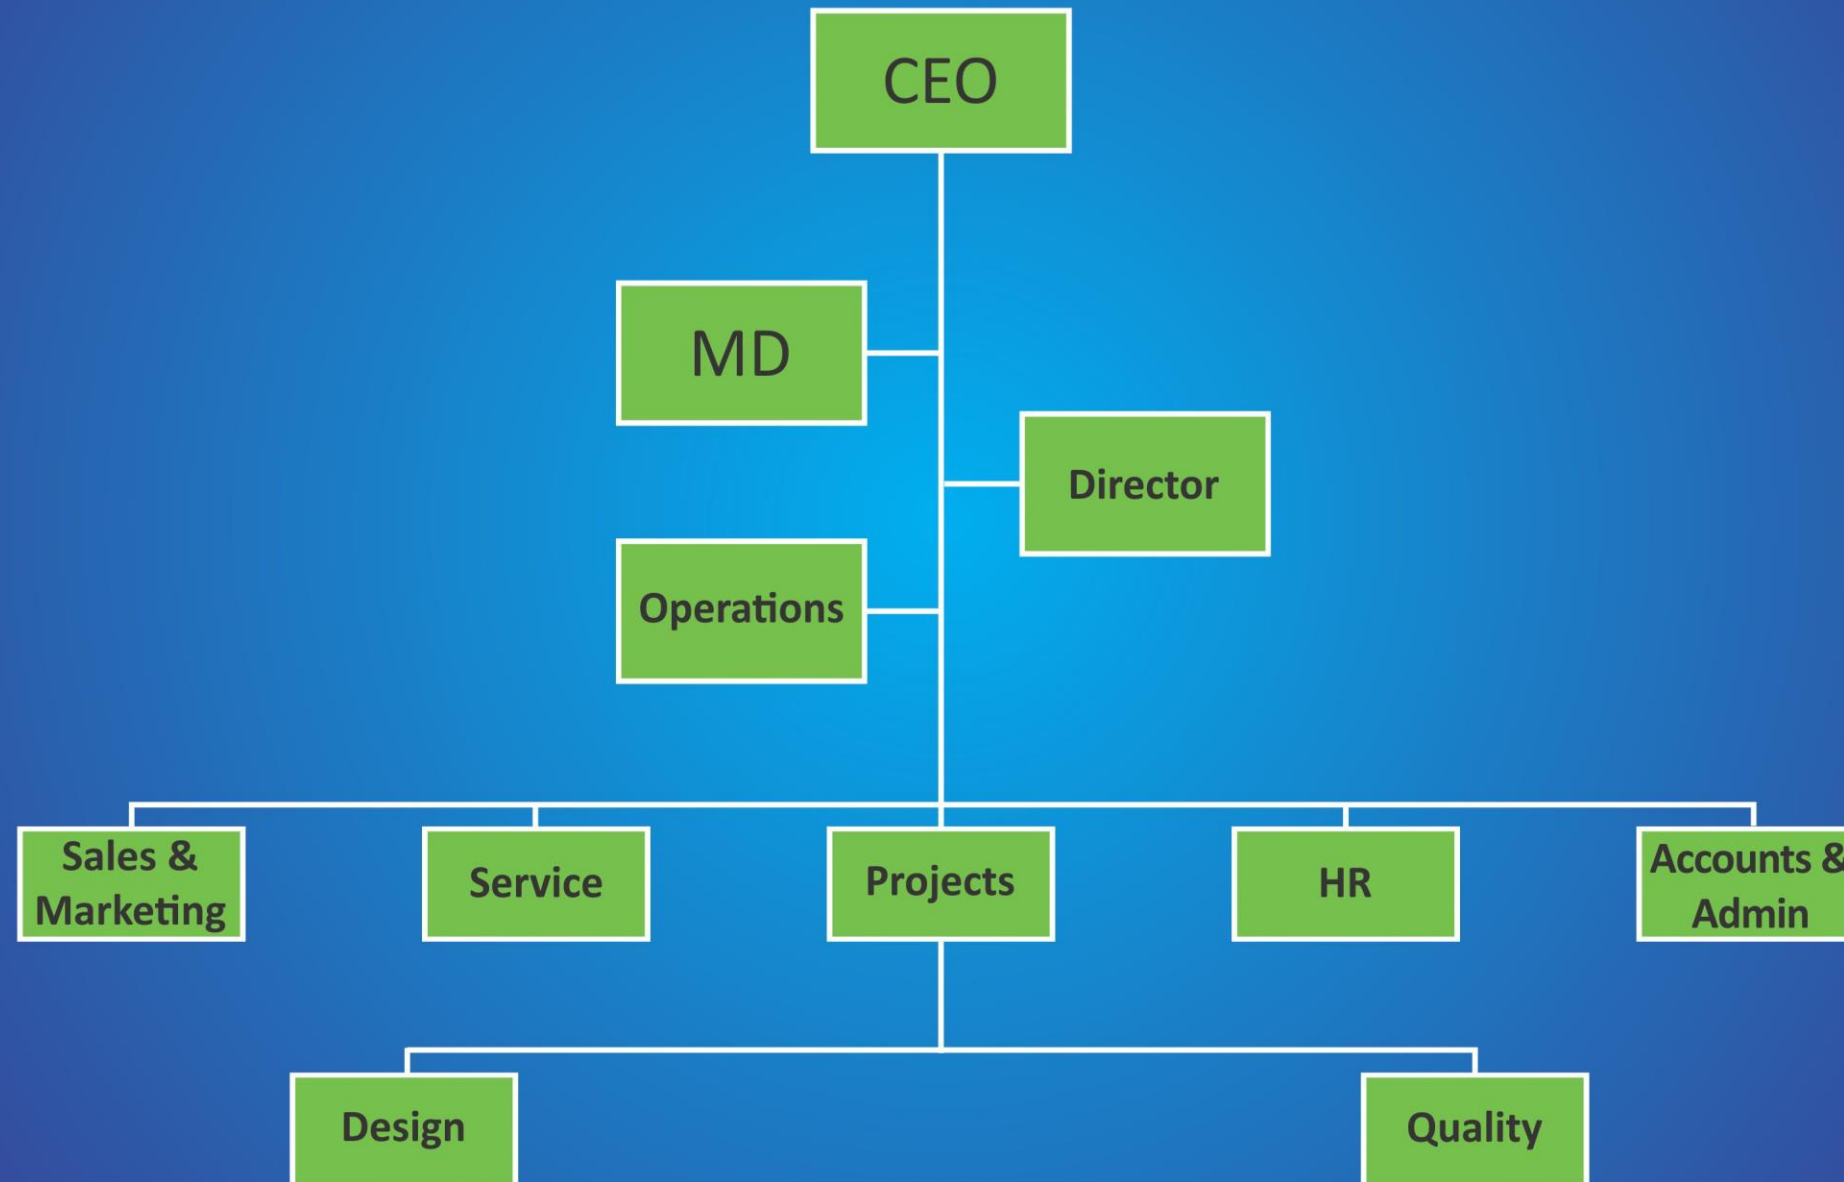 CEO
MD
Director
Operations
Sales &
Marketing
Service
Projects
HR
Accounts &
Admin
Design
Quality